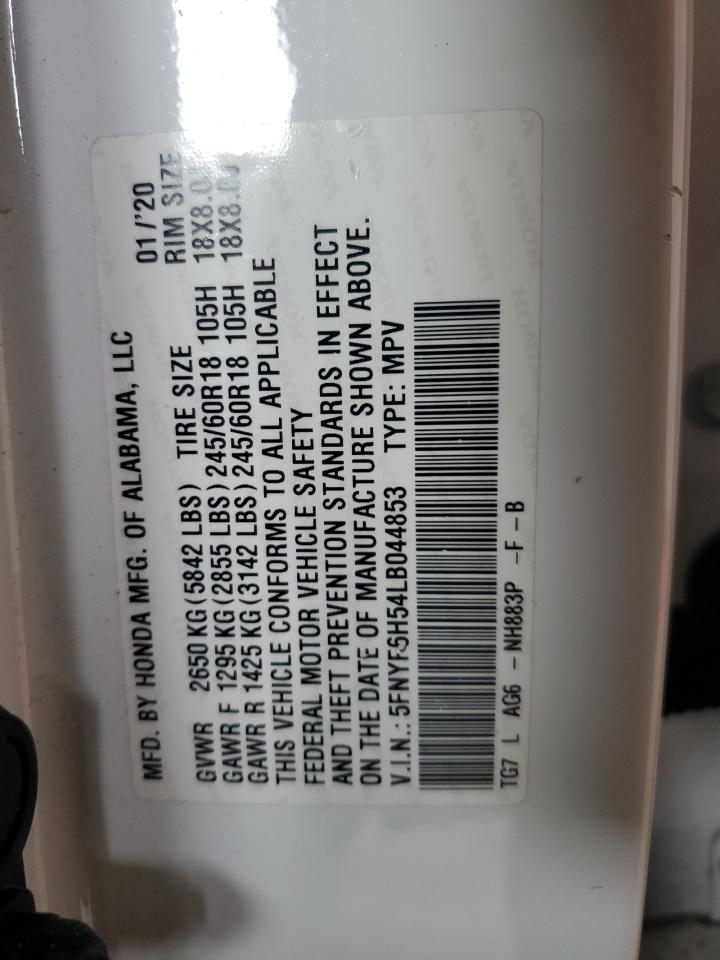 MFD. BY HONDA MFG. OF ALABAMA, LLC 01/'20
GVWR 2650 KG (5842 LBS) TIRE SIZE RIM SIZE
GAWR F 1295 KG (2855 LBS) 245/60R18 105H 18X8.0J
GAWR R 1425 KG (3142 LBS) 245/60R18 105H 18X8.0J
THIS VEHICLE CONFORMS TO ALL APPLICABLE
FEDERAL MOTOR VEHICLE SAFETY
AND THEFT PREVENTION STANDARDS IN EFFECT
ON THE DATE OF MANUFACTURE SHOWN ABOVE.
V.I.N.: 5FNYF5H54LB044853 TYPE: MPV
TG7 L AG6 - NH883P -F - B
HONDA